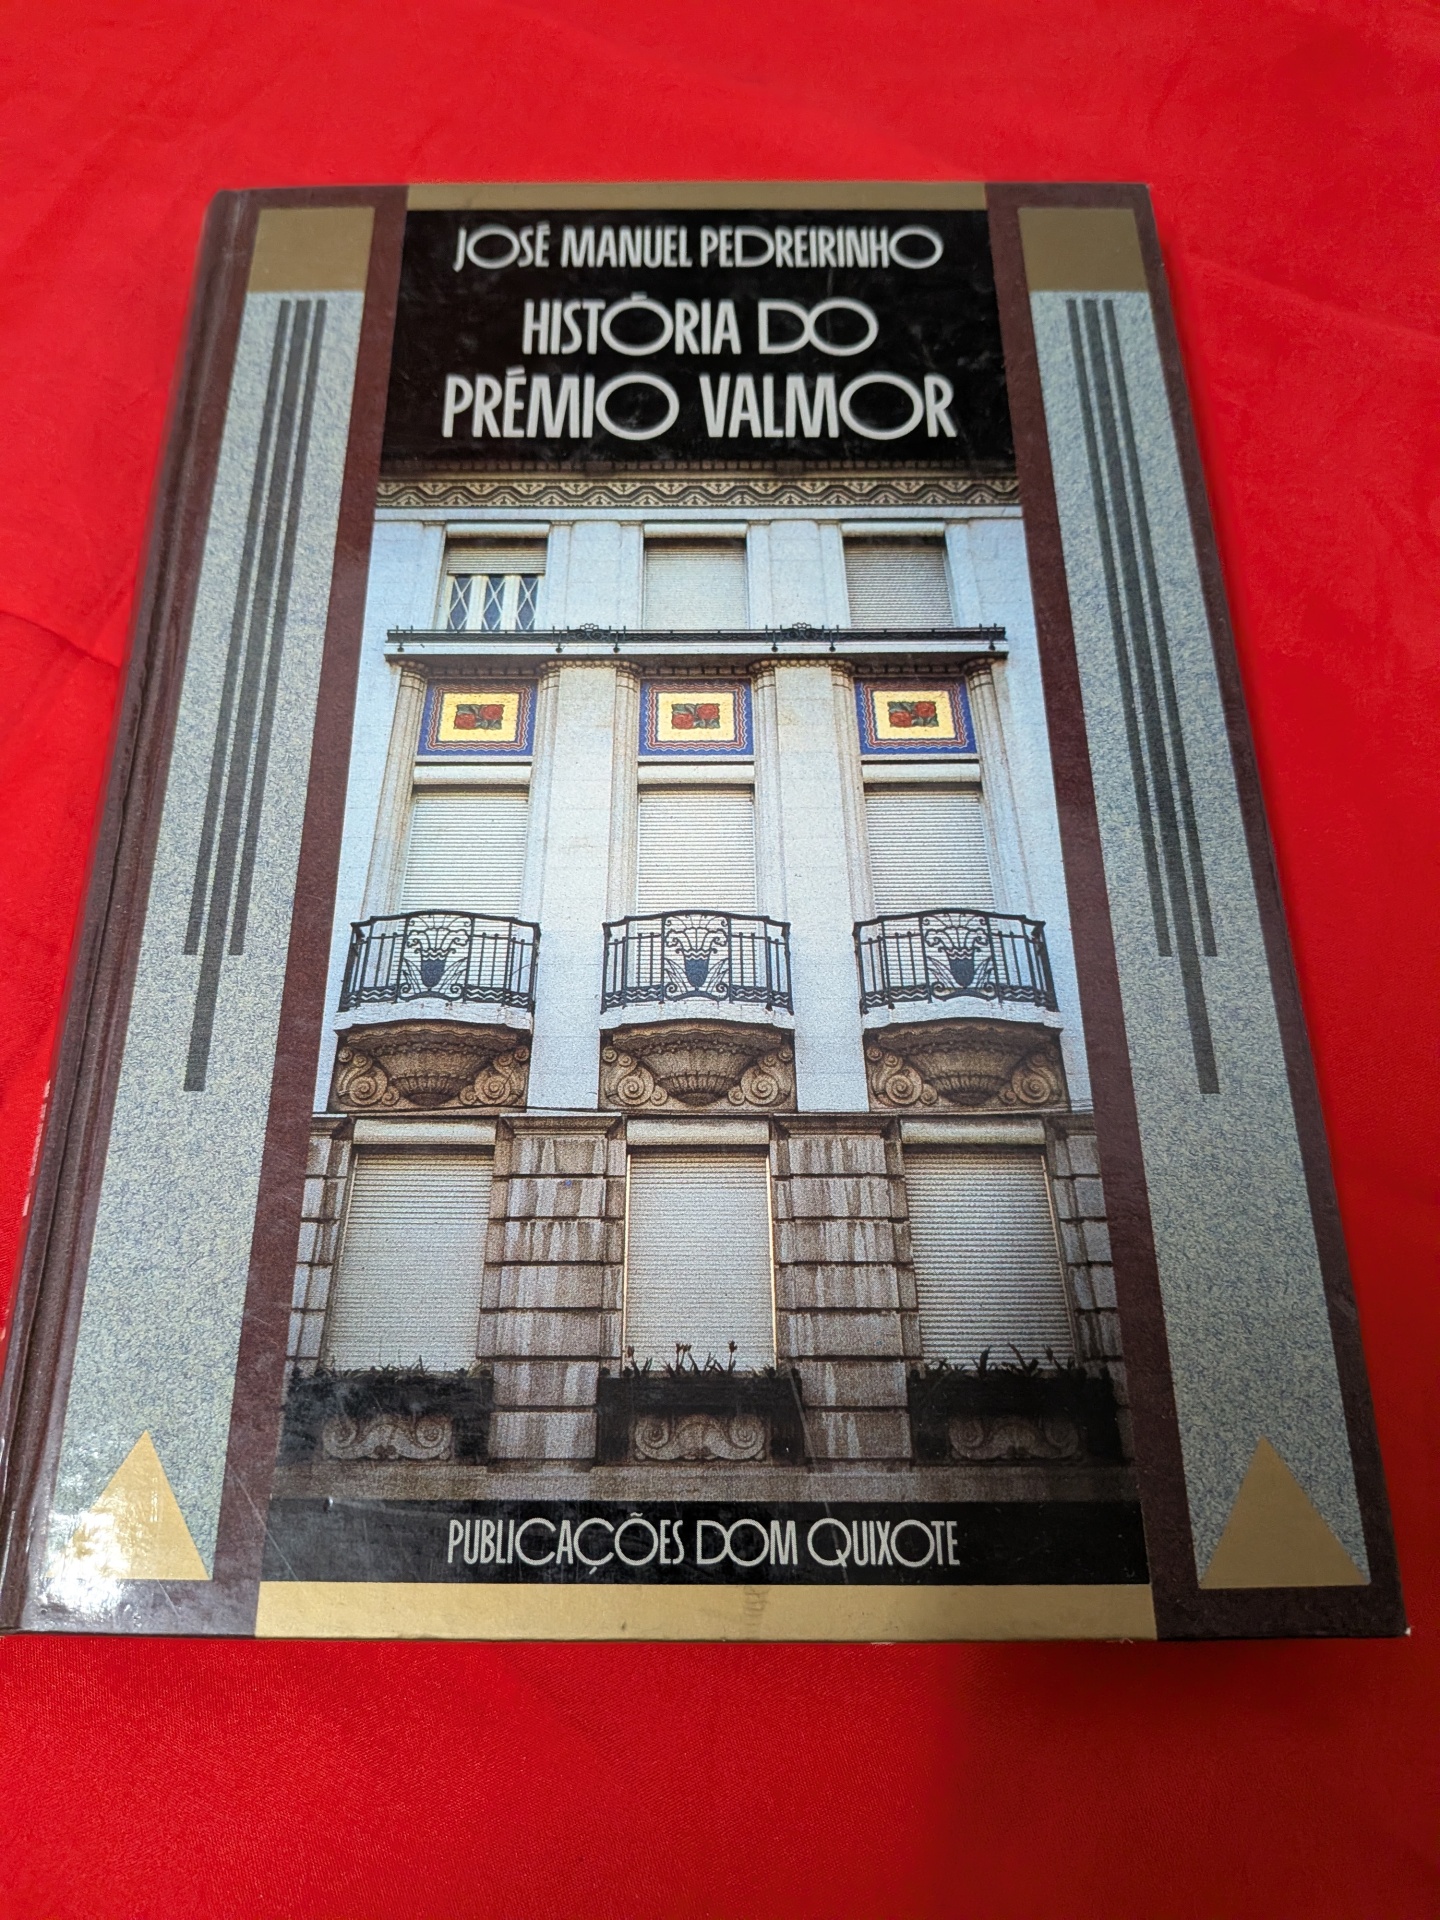 JOSÉ MANUEL PEDREIRINHO
HISTÓRIA DO
PRÉMIO VALMOR
PUBLICAÇÕES DOM QUIXOTE